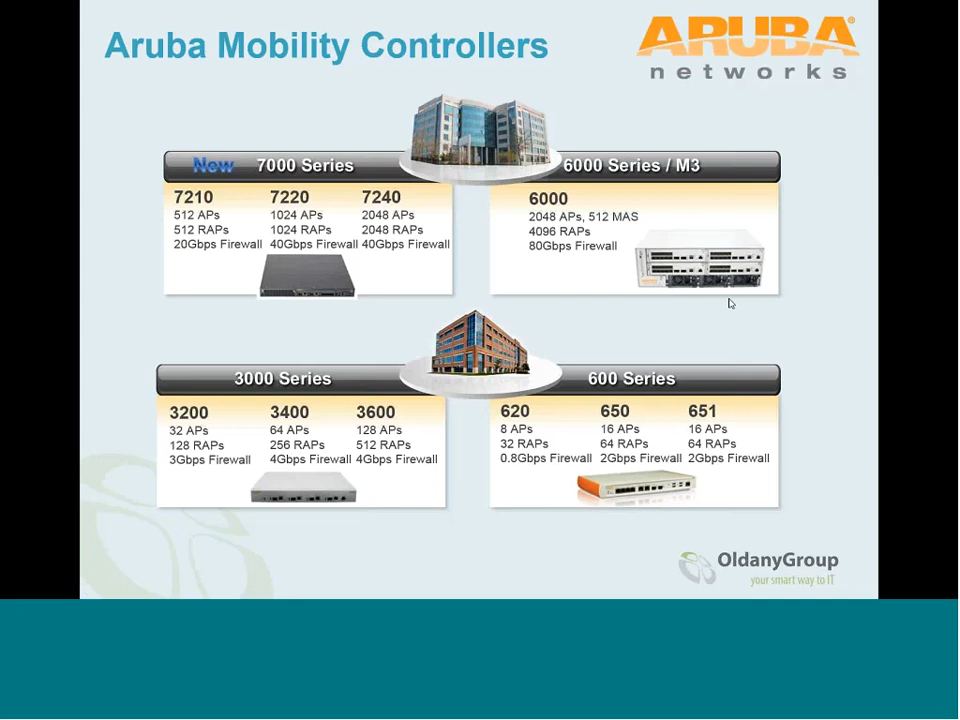 Aruba Mobility Controllers
ARUBA®
networks
New 7000 Series
6000 Series / M3
7210
512 APs
512 RAPs
20Gbps Firewall
7220
1024 APs
1024 RAPs
40Gbps Firewall
7240
2048 APs
2048 RAPs
40Gbps Firewall
6000
2048 APs, 512 MAS
4096 RAPs
80Gbps Firewall
3000 Series
600 Series
3200
32 APs
128 RAPs
3Gbps Firewall
3400
64 APs
256 RAPs
4Gbps Firewall
3600
128 APs
512 RAPs
4Gbps Firewall
620
8 APs
32 RAPs
0.8Gbps Firewall
650
16 APs
64 RAPs
2Gbps Firewall
651
16 APs
64 RAPs
2Gbps Firewall
OldanyGroup
your smart way to IT